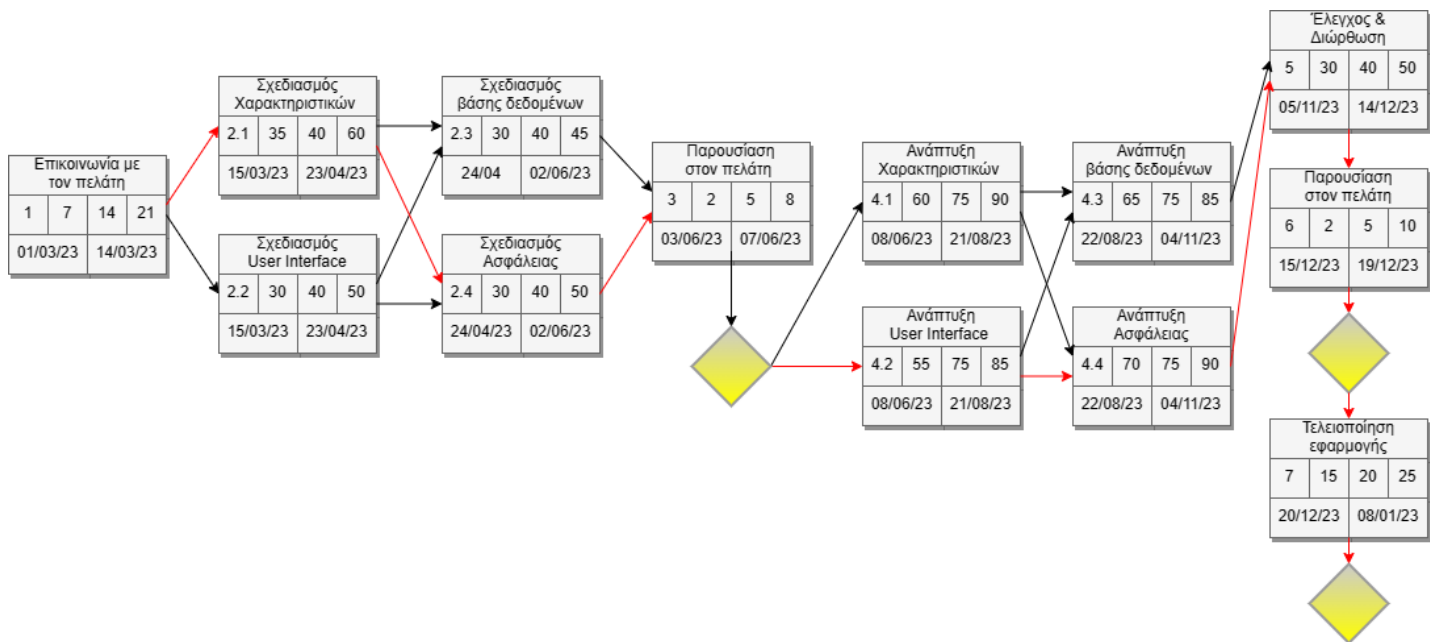 Επικοινωνία με
τον πελάτη
1 7 14 21
01/03/23 14/03/23
Σχεδιασμός
Χαρακτηριστικών
2.1 35 40 60
15/03/23 23/04/23
Σχεδιασμός
User Interface
2.2 30 40 50
15/03/23 23/04/23
Σχεδιασμός
βάσης δεδομένων
2.3 30 40 45
24/04 02/06/23
Σχεδιασμός
Ασφάλειας
2.4 30 40 50
24/04/23 02/06/23
Παρουσίαση
στον πελάτη
3 2 5 8
03/06/23 07/06/23
Ανάπτυξη
Χαρακτηριστικών
4.1 60 75 90
08/06/23 21/08/23
Ανάπτυξη
User Interface
4.2 55 75 85
08/06/23 21/08/23
Ανάπτυξη
βάσης δεδομένων
4.3 65 75 85
22/08/23 04/11/23
Ανάπτυξη
Ασφάλειας
4.4 70 75 90
22/08/23 04/11/23
Έλεγχος &
Διώρθωση
5 30 40 50
05/11/23 14/12/23
Παρουσίαση
στον πελάτη
6 2 5 10
15/12/23 19/12/23
Τελειοποίηση
εφαρμογής
7 15 20 25
20/12/23 08/01/23